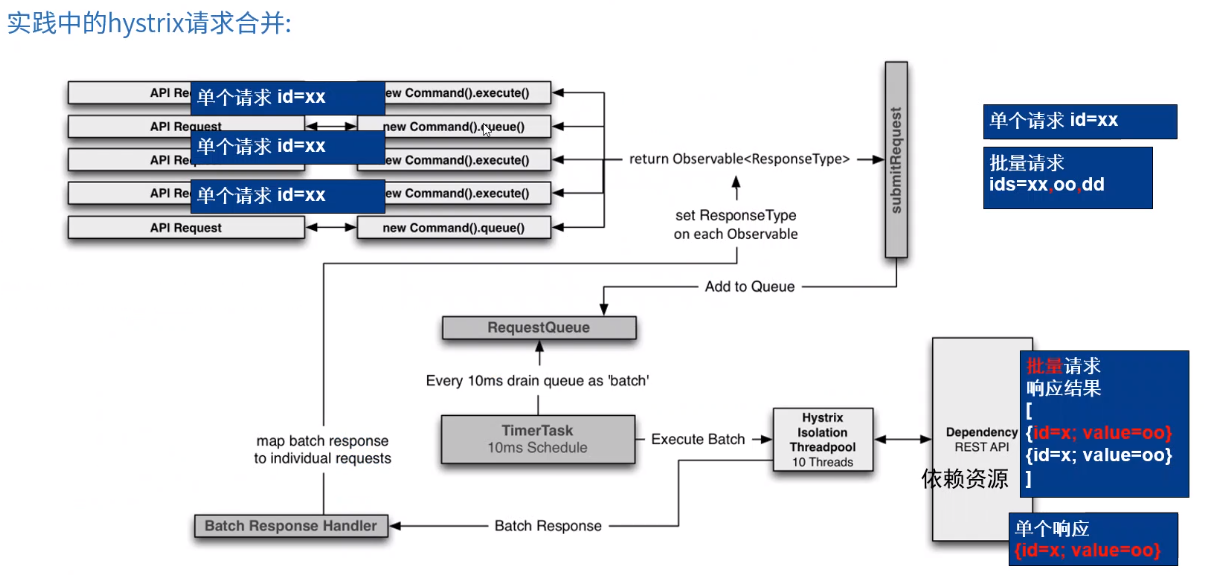 实践中的hystrix请求合并:
API Re
单个请求 id=xx
ew Command().execute()
API Request
new Command().queue()
API Re
单个请求 id=xx
ew Command().execute()
API Re
单个请求 id=xx
ew Command().execute()
API Request
new Command().queue()
return Observable<ResponseType>
submitRequest
单个请求 id=xx
批量请求
ids=xx,oo,dd
set ResponseType
on each Observable
Add to Queue
RequestQueue
Every 10ms drain queue as 'batch'
TimerTask
10ms Schedule
Execute Batch
Hystrix
Isolation
Threadpool
10 Threads
Dependency
REST API
依赖资源
批量请求
响应结果
[
{id=x; value=oo}
{id=x; value=oo}
]
单个响应
{id=x; value=oo}
map batch response
to individual requests
Batch Response Handler
Batch Response